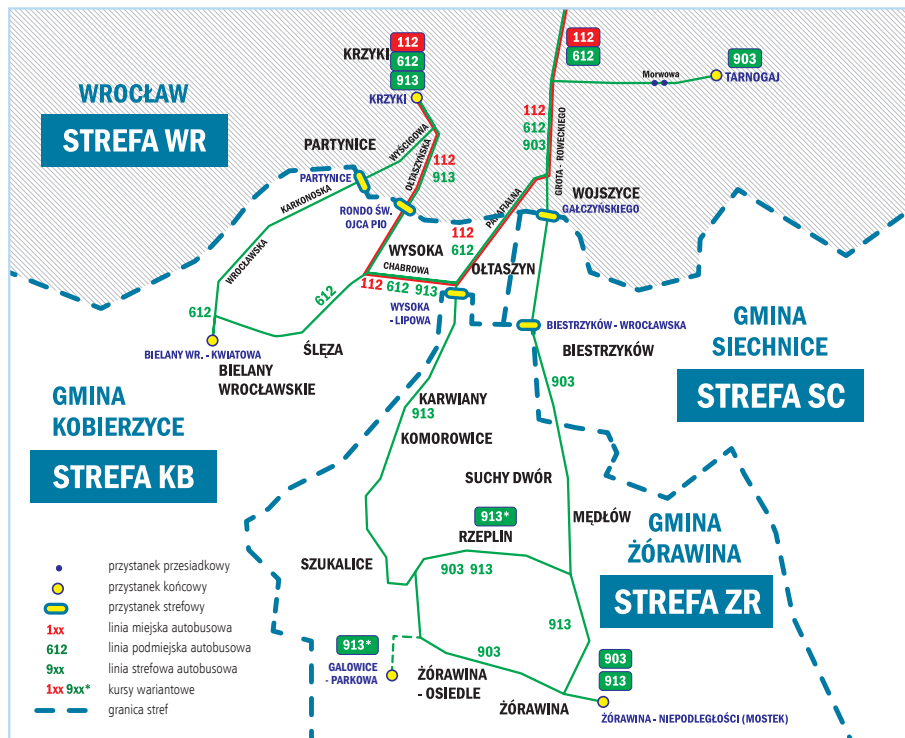 112
612
913
KRZYKI
KRZYKI
112
612
903
Morwowa
TARNOGAJ
WROCŁAW
STREFA WR
PARTYNICE
WYŚCIGOWA
OŁTASZYŃSKA
112
913
112
612
903
GROTA - ROWECKIEGO
PARTYNICE
KARKONOSKA
RONDO ŚW.
OJCA PIO
PARAFIALNA
WOJSZYCE
GAŁCZYŃSKIEGO
WROCŁAWSKA
WYSOKA
112
612
CHABROWA
OŁTASZYN
112 612 913
612
612
WYSOKA
- LIPOWA
BIESTRZYKÓW - WROCŁAWSKA
BIELANY WR. - KWIATOWA
ŚLĘZA
BIELANY
WROCŁAWSKIE
BIESTRZYKÓW
GMINA
SIECHNICE
STREFA SC
GMINA
KOBIERZYCE
STREFA KB
903
KARWIANY
913
KOMOROWICE
SUCHY DWÓR
MĘDŁÓW
913*
RZEPLIN
GMINA
ŻÓRAWINA
STREFA ZR
SZUKALICE
903 913
913
913*
GALOWICE
- PARKOWA
903
ŻÓRAWINA
- OSIEDLE
903
913
ŻÓRAWINA
ŻÓRAWINA - NIEPODLEGŁOŚCI (MOSTEK)
przystanek przesiadkowy
przystanek końcowy
przystanek strefowy
1xx linia miejska autobusowa
612 linia podmiejska autobusowa
9xx linia strefowa autobusowa
1xx 9xx* kursy wariantowe
granica stref